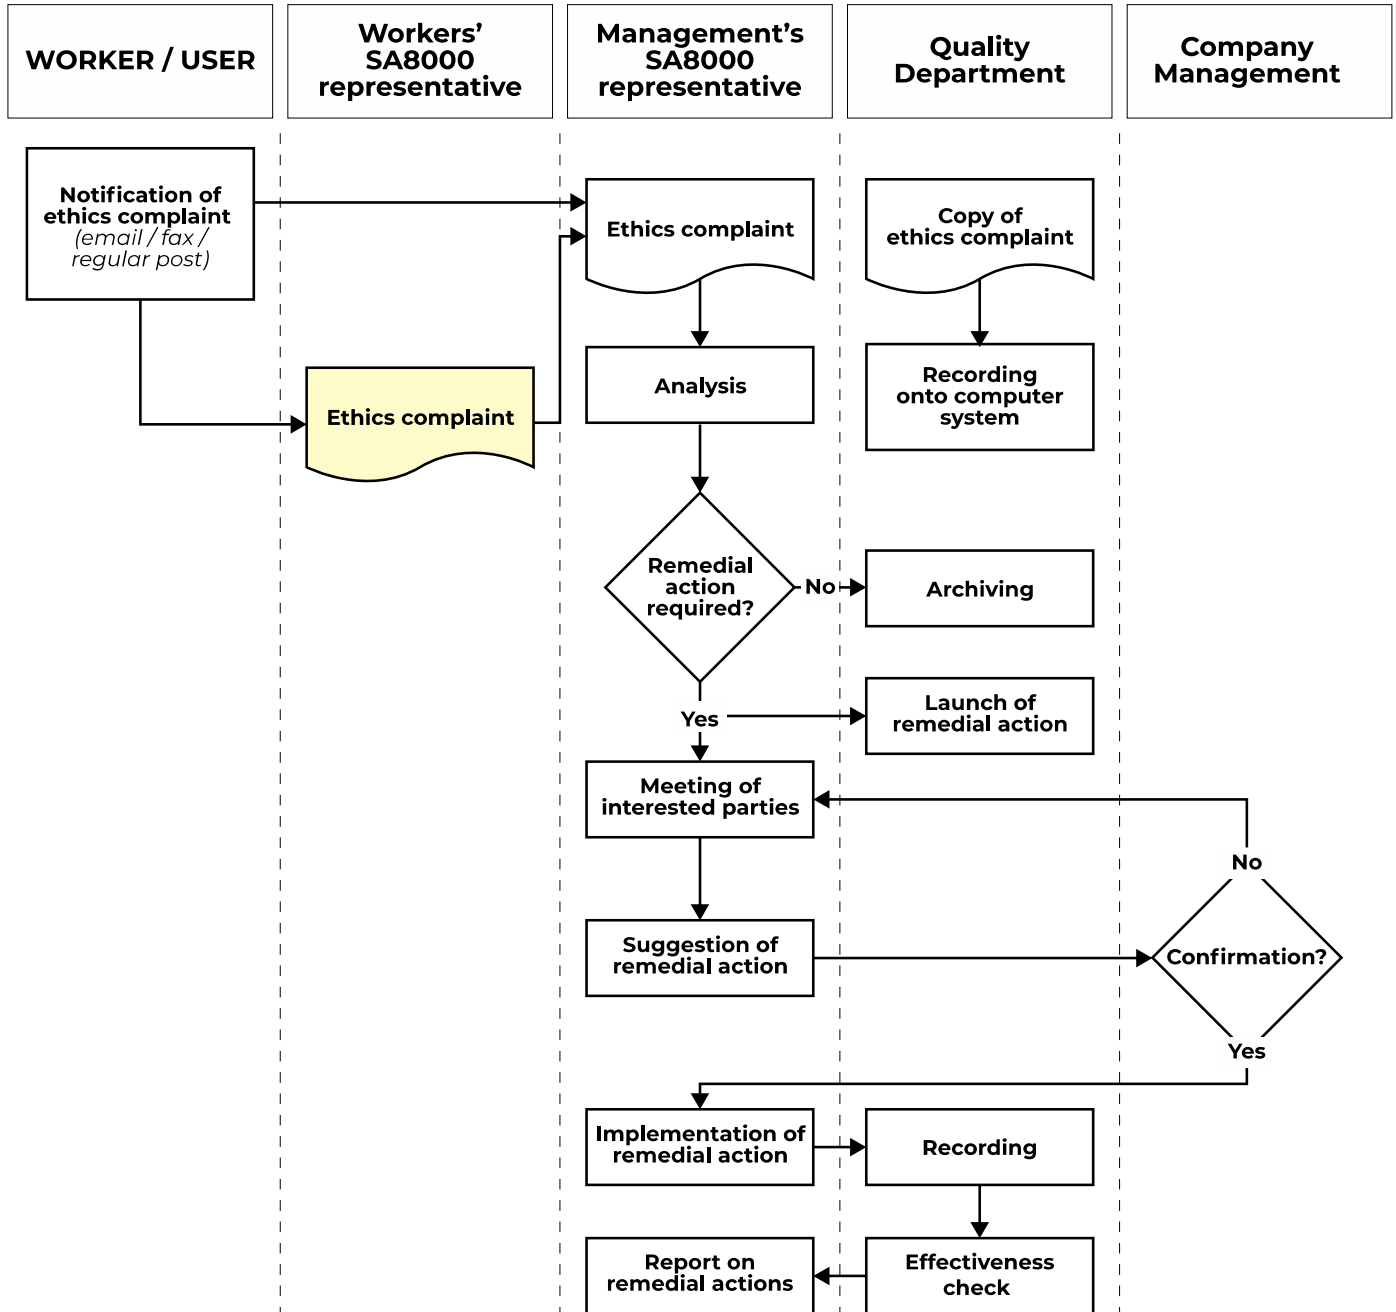 WORKER / USER
Workers’
SA8000
representative
Management’s
SA8000
representative
Quality
Department
Company
Management
Notification of
ethics complaint
(email / fax /
regular post)
Ethics complaint
Copy of
ethics complaint
Ethics complaint
Analysis
Recording
onto computer
system
Remedial
action
required?
No
Archiving
Yes
Launch of
remedial action
Meeting of
interested parties
No
Suggestion of
remedial action
Confirmation?
Yes
Implementation of
remedial action
Recording
Report on
remedial actions
Effectiveness
check